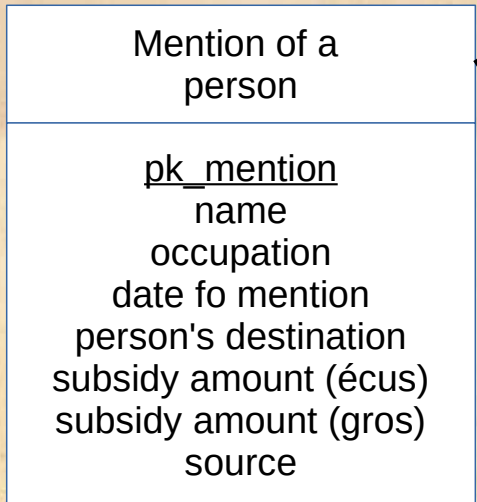 Mention of a
person
pk_mention
name
occupation
date fo mention
person's destination
subsidy amount (écus)
subsidy amount (gros)
source